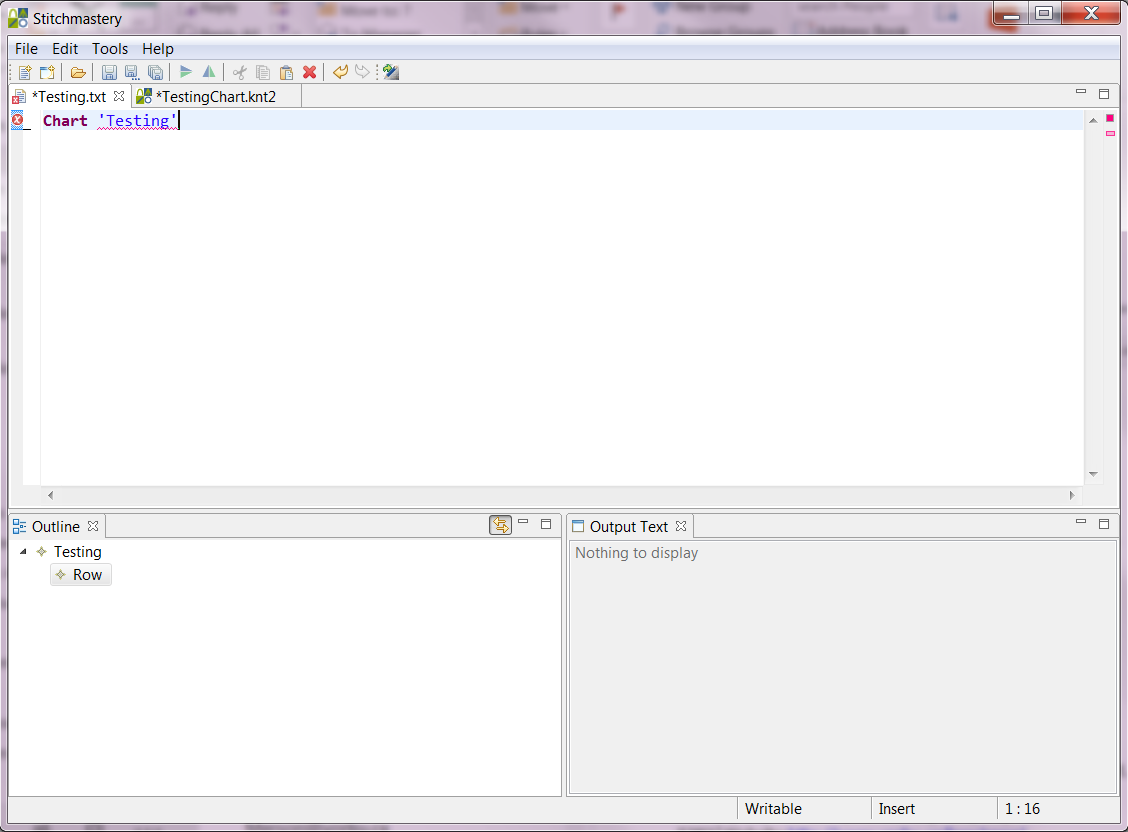 Stitchmastery
File Edit Tools Help
*Testing.txt *TestingChart.knt2
Chart 'Testing'
Outline
Output Text
Testing
Row
Nothing to display
Writable Insert 1 : 16